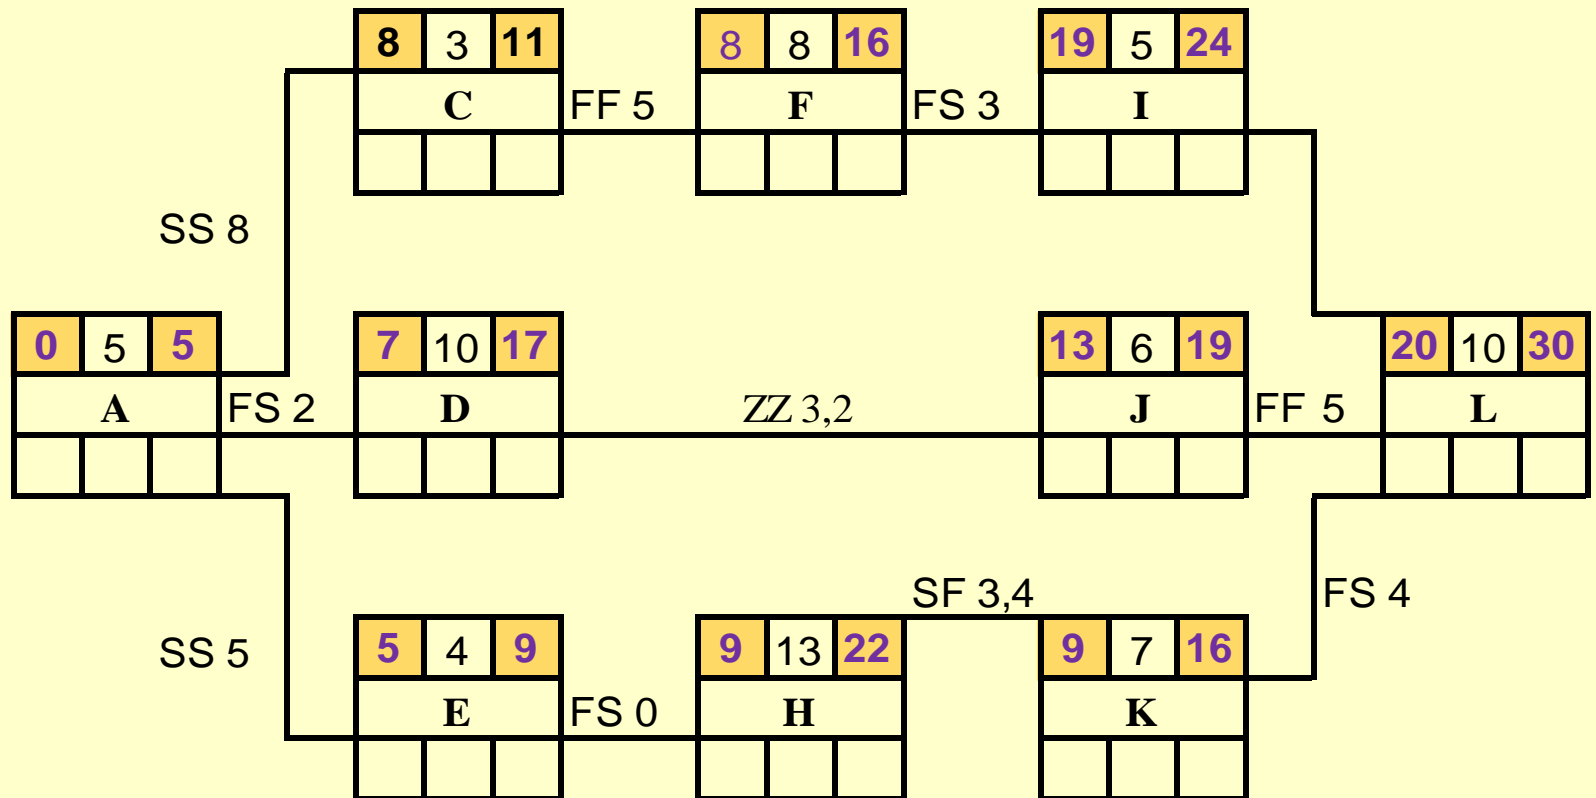 8 3 11
8 8 16
19 5 24
C FF 5 F FS 3 I
SS 8
0 5 5
7 10 17
13 6 19
20 10 30
A FS 2 D ZZ 3,2 J FF 5 L
SF 3,4
FS 4
SS 5
5 4 9
9 13 22
9 7 16
E FS 0 H K